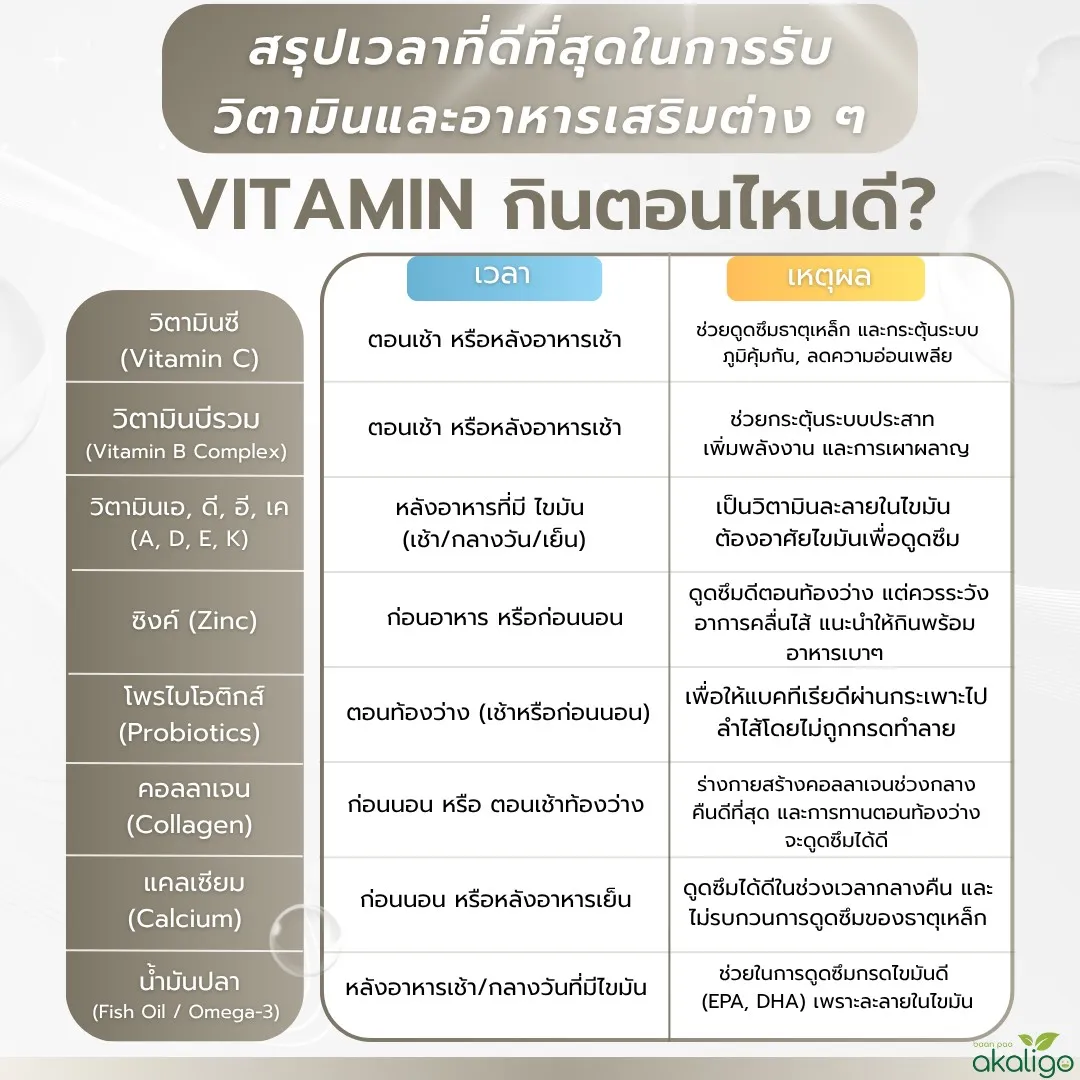 สรุปเวลาที่ดีที่สุดในการรับ
วิตามินและอาหารเสริมต่าง ๆ
VITAMIN กินตอนไหนดี?
เวลา
เหตุผล
วิตามินซี
(Vitamin C)
ตอนเช้า หรือหลังอาหารเช้า
ช่วยดูดซึมธาตุเหล็ก และกระตุ้นระบบ
ภูมิคุ้มกัน, ลดความอ่อนเพลีย
วิตามินบีรวม
(Vitamin B Complex)
ตอนเช้า หรือหลังอาหารเช้า
ช่วยกระตุ้นระบบประสาท
เพิ่มพลังงาน และการเผาผลาญ
วิตามินเอ, ดี, อี, เค
(A, D, E, K)
หลังอาหารที่มี ไขมัน
(เช้า/กลางวัน/เย็น)
เป็นวิตามินละลายในไขมัน
ต้องอาศัยไขมันเพื่อดูดซึม
ซิงค์ (Zinc)
ก่อนอาหาร หรือก่อนนอน
ดูดซึมดีตอนท้องว่าง แต่ควรระวัง
อาการคลื่นไส้ แนะนำให้กินพร้อม
อาหารเบาๆ
โพรไบโอติกส์
(Probiotics)
ตอนท้องว่าง (เช้าหรือก่อนนอน)
เพื่อให้แบคทีเรียดีผ่านกระเพาะไป
ลำไส้โดยไม่ถูกกรดทำลาย
คอลลาเจน
(Collagen)
ก่อนนอน หรือ ตอนเช้าท้องว่าง
ร่างกายสร้างคอลลาเจนช่วงกลาง
คืนดีที่สุด และการทานตอนท้องว่าง
จะดูดซึมได้ดี
แคลเซียม
(Calcium)
ก่อนนอน หรือหลังอาหารเย็น
ดูดซึมได้ดีในช่วงเวลากลางคืน และ
ไม่รบกวนการดูดซึมของธาตุเหล็ก
น้ำมันปลา
(Fish Oil / Omega-3)
หลังอาหารเช้า/กลางวันที่มีไขมัน
ช่วยในการดูดซึมกรดไขมันดี
(EPA, DHA) เพราะละลายในไขมัน
baan poo
akaligo